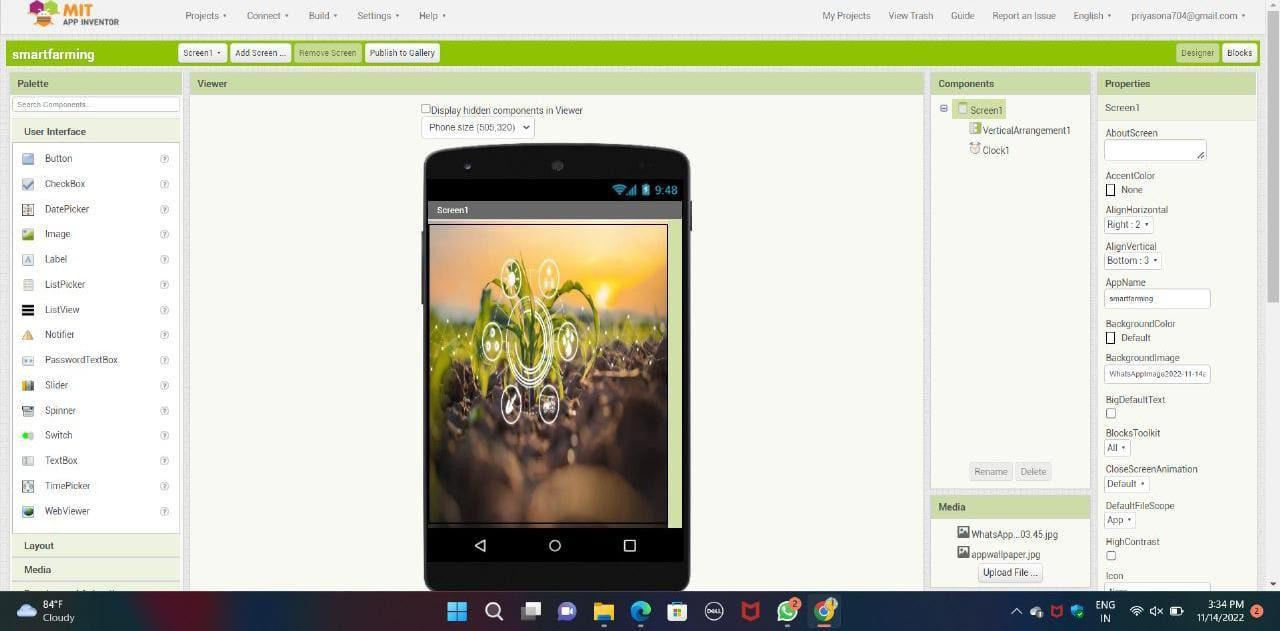 MIT
APP INVENTOR
Projects Connect Build Settings Help My Projects View Trash Guide Report an Issue English priyasona704@gmail.com
smartfarming Screen1 Add Screen ... Remove Screen Publish to Gallery Designer Blocks
Palette
Search Components...
User Interface
Button
CheckBox
DatePicker
Image
Label
ListPicker
ListView
Notifier
PasswordTextBox
Slider
Spinner
Switch
TextBox
TimePicker
WebViewer
Layout
Media
Viewer
Display hidden components in Viewer
Phone size (505,320)
9:48
Screen1
Components
Screen1
VerticalArrangement1
Clock1
Rename Delete
Media
WhatsApp...03.45.jpg
appwallpaper.jpg
Upload File ...
Properties
Screen1
AboutScreen
AccentColor
None
AlignHorizontal
Right : 2
AlignVertical
Bottom : 3
AppName
smartfarming
BackgroundColor
Default
BackgroundImage
WhatsAppImage2022-11-14a
BigDefaultText
BlocksToolkit
All
CloseScreenAnimation
Default
DefaultFileScope
App
HighContrast
Icon
84°F
Cloudy
DELL
2
ENG
IN
3:34 PM
11/14/2022
2